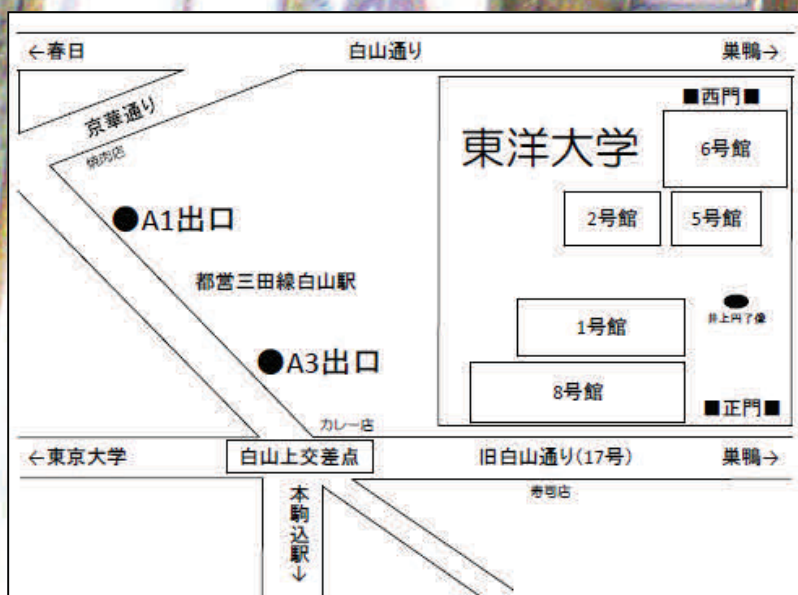 ←春日 白山通り 巣鴨→
京華通り
焼肉店
■西門■
東洋大学
6号館
2号館 5号館
●A1出口
都営三田線白山駅
井上円了像
1号館
●A3出口
8号館
■正門■
カレー店
←東京大学 白山上交差点 旧白山通り(17号) 巣鴨→
寿司店
本駒込駅↓